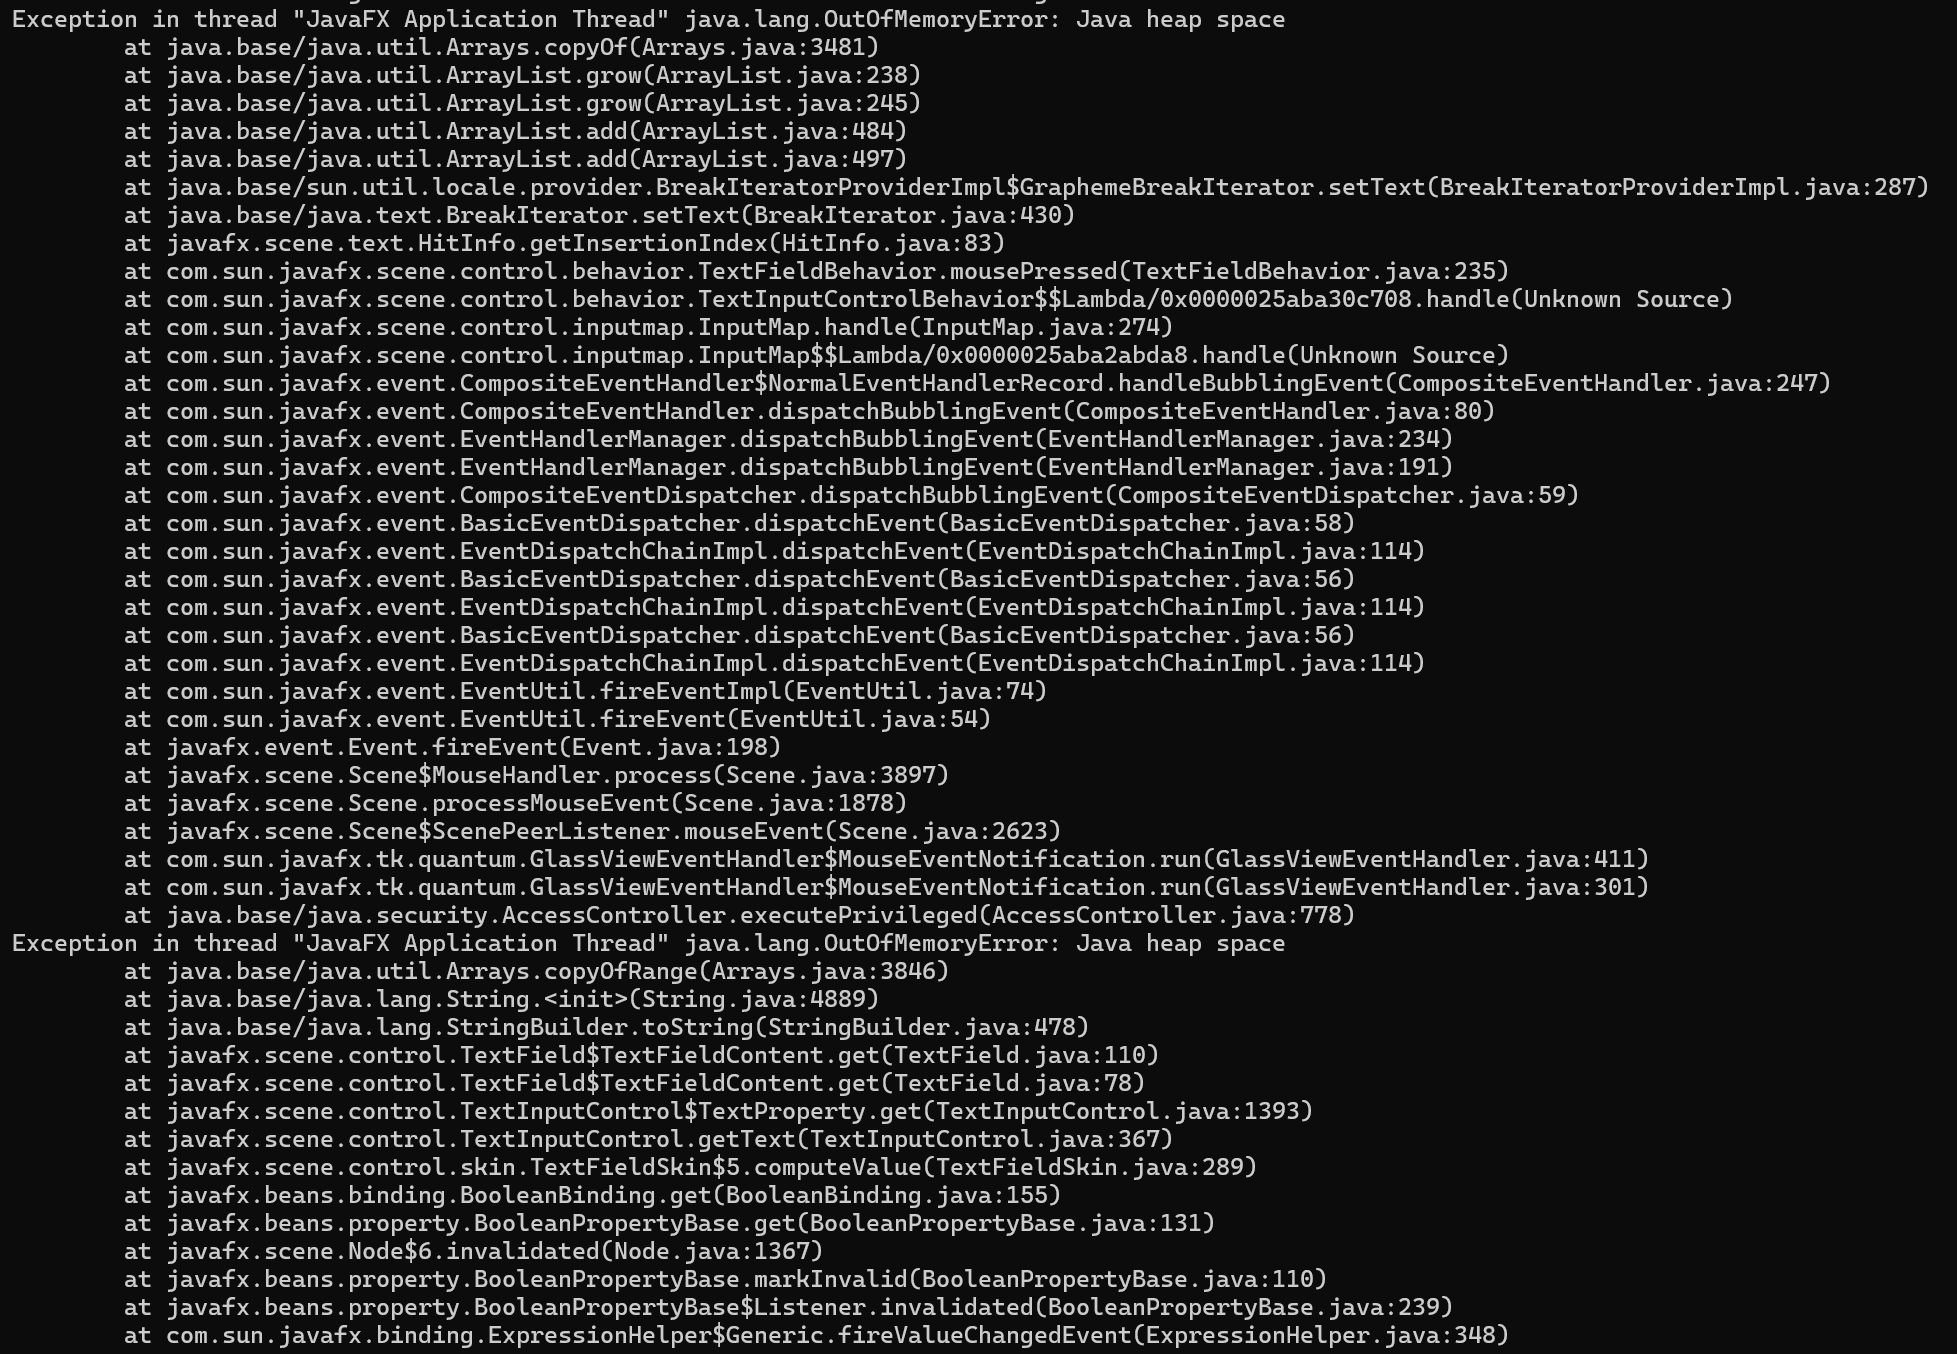 Exception in thread "JavaFX Application Thread" java.lang.OutOfMemoryError: Java heap space
        at java.base/java.util.Arrays.copyOf(Arrays.java:3481)
        at java.base/java.util.ArrayList.grow(ArrayList.java:238)
        at java.base/java.util.ArrayList.grow(ArrayList.java:245)
        at java.base/java.util.ArrayList.add(ArrayList.java:484)
        at java.base/java.util.ArrayList.add(ArrayList.java:497)
        at java.base/sun.util.locale.provider.BreakIteratorProviderImpl$GraphemeBreakIterator.setText(BreakIteratorProviderImpl.java:287)
        at java.base/java.text.BreakIterator.setText(BreakIterator.java:430)
        at javafx.scene.text.HitInfo.getInsertionIndex(HitInfo.java:83)
        at com.sun.javafx.scene.control.behavior.TextFieldBehavior.mousePressed(TextFieldBehavior.java:235)
        at com.sun.javafx.scene.control.behavior.TextInputControlBehavior$$Lambda/0x0000025aba30c708.handle(Unknown Source)
        at com.sun.javafx.scene.control.inputmap.InputMap.handle(InputMap.java:274)
        at com.sun.javafx.scene.control.inputmap.InputMap$$Lambda/0x0000025aba2abda8.handle(Unknown Source)
        at com.sun.javafx.event.CompositeEventHandler$NormalEventHandlerRecord.handleBubblingEvent(CompositeEventHandler.java:247)
        at com.sun.javafx.event.CompositeEventHandler.dispatchBubblingEvent(CompositeEventHandler.java:80)
        at com.sun.javafx.event.EventHandlerManager.dispatchBubblingEvent(EventHandlerManager.java:234)
        at com.sun.javafx.event.EventHandlerManager.dispatchBubblingEvent(EventHandlerManager.java:191)
        at com.sun.javafx.event.CompositeEventDispatcher.dispatchBubblingEvent(CompositeEventDispatcher.java:59)
        at com.sun.javafx.event.BasicEventDispatcher.dispatchEvent(BasicEventDispatcher.java:58)
        at com.sun.javafx.event.EventDispatchChainImpl.dispatchEvent(EventDispatchChainImpl.java:114)
        at com.sun.javafx.event.BasicEventDispatcher.dispatchEvent(BasicEventDispatcher.java:56)
        at com.sun.javafx.event.EventDispatchChainImpl.dispatchEvent(EventDispatchChainImpl.java:114)
        at com.sun.javafx.event.BasicEventDispatcher.dispatchEvent(BasicEventDispatcher.java:56)
        at com.sun.javafx.event.EventDispatchChainImpl.dispatchEvent(EventDispatchChainImpl.java:114)
        at com.sun.javafx.event.EventUtil.fireEventImpl(EventUtil.java:74)
        at com.sun.javafx.event.EventUtil.fireEvent(EventUtil.java:54)
        at javafx.event.Event.fireEvent(Event.java:198)
        at javafx.scene.Scene$MouseHandler.process(Scene.java:3897)
        at javafx.scene.Scene.processMouseEvent(Scene.java:1878)
        at javafx.scene.Scene$ScenePeerListener.mouseEvent(Scene.java:2623)
        at com.sun.javafx.tk.quantum.GlassViewEventHandler$MouseEventNotification.run(GlassViewEventHandler.java:411)
        at com.sun.javafx.tk.quantum.GlassViewEventHandler$MouseEventNotification.run(GlassViewEventHandler.java:301)
        at java.base/java.security.AccessController.executePrivileged(AccessController.java:778)
Exception in thread "JavaFX Application Thread" java.lang.OutOfMemoryError: Java heap space
        at java.base/java.util.Arrays.copyOfRange(Arrays.java:3846)
        at java.base/java.lang.String.<init>(String.java:4889)
        at java.base/java.lang.StringBuilder.toString(StringBuilder.java:478)
        at javafx.scene.control.TextField$TextFieldContent.get(TextField.java:110)
        at javafx.scene.control.TextField$TextFieldContent.get(TextField.java:78)
        at javafx.scene.control.TextInputControl$TextProperty.get(TextInputControl.java:1393)
        at javafx.scene.control.TextInputControl.getText(TextInputControl.java:367)
        at javafx.scene.control.skin.TextFieldSkin$5.computeValue(TextFieldSkin.java:289)
        at javafx.beans.binding.BooleanBinding.get(BooleanBinding.java:155)
        at javafx.beans.property.BooleanPropertyBase.get(BooleanPropertyBase.java:131)
        at javafx.scene.Node$6.invalidated(Node.java:1367)
        at javafx.beans.property.BooleanPropertyBase.markInvalid(BooleanPropertyBase.java:110)
        at javafx.beans.property.BooleanPropertyBase$Listener.invalidated(BooleanPropertyBase.java:239)
        at com.sun.javafx.binding.ExpressionHelper$Generic.fireValueChangedEvent(ExpressionHelper.java:348)